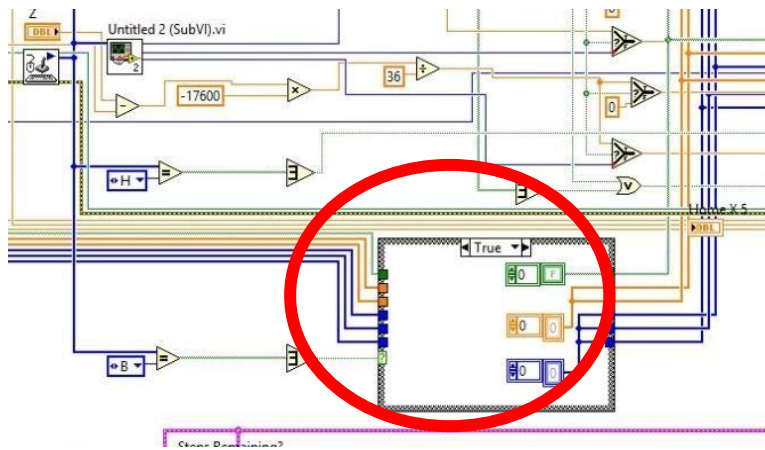 Z
DBL
Untitled 2 (SubVI).vi
2
-17600
36
0
H
Home X 5
DBL
True
0 F
0 0
B
0 0
Steps Remaining?